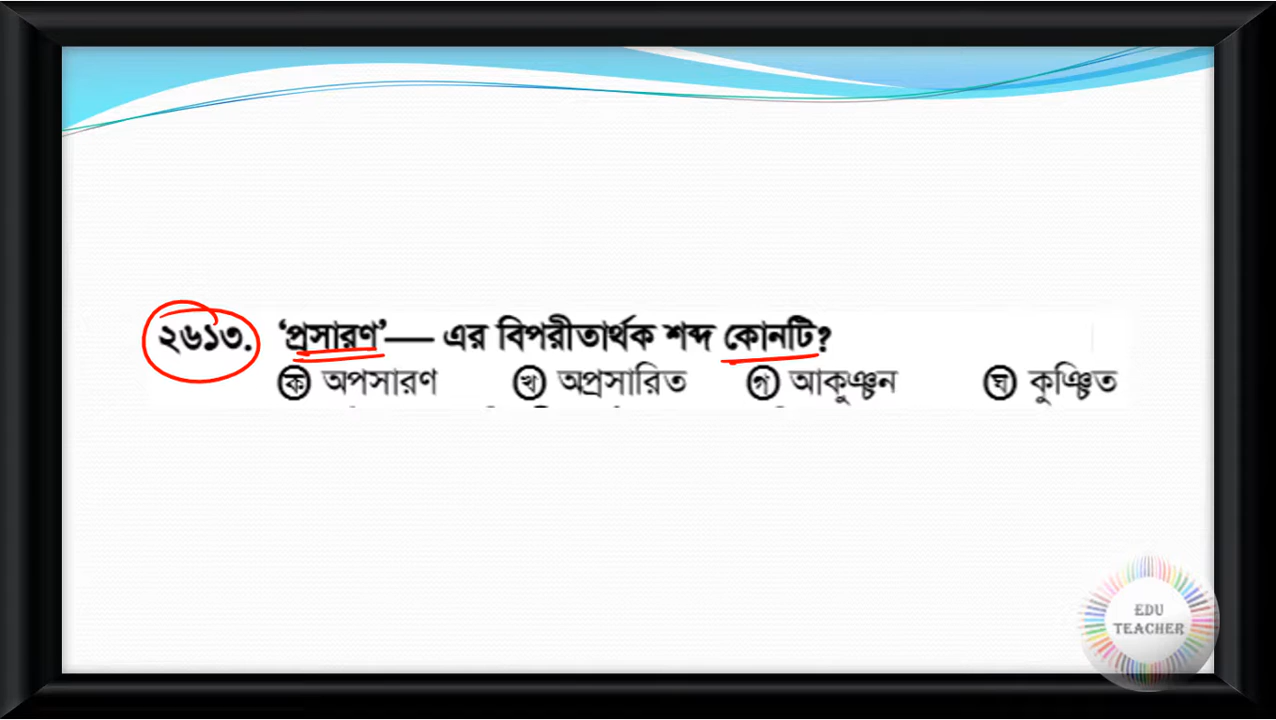 ২৬১৩. ‘প্রসারণ’— এর বিপরীতার্থক শব্দ কোনটি?
ক অপসারণ খ অপ্রসারিত গ আকুঞ্চন ঘ কুঞ্চিত
EDU
TEACHER